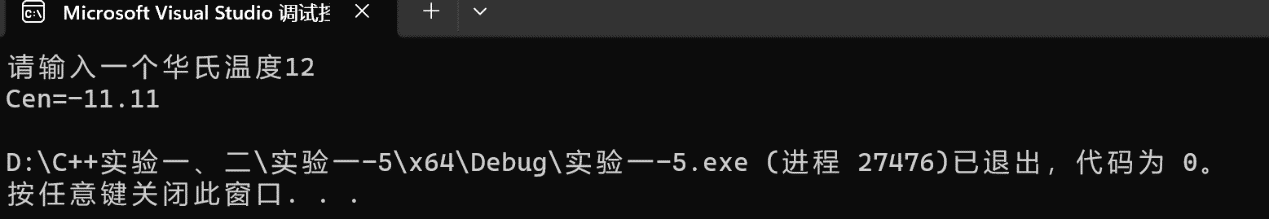 Microsoft Visual Studio 调试控
请输入一个华氏温度12
Cen=-11.11
D:\C++实验一、二\实验一-5\x64\Debug\实验一-5.exe (进程 27476)已退出，代码为 0。
按任意键关闭此窗口. . .